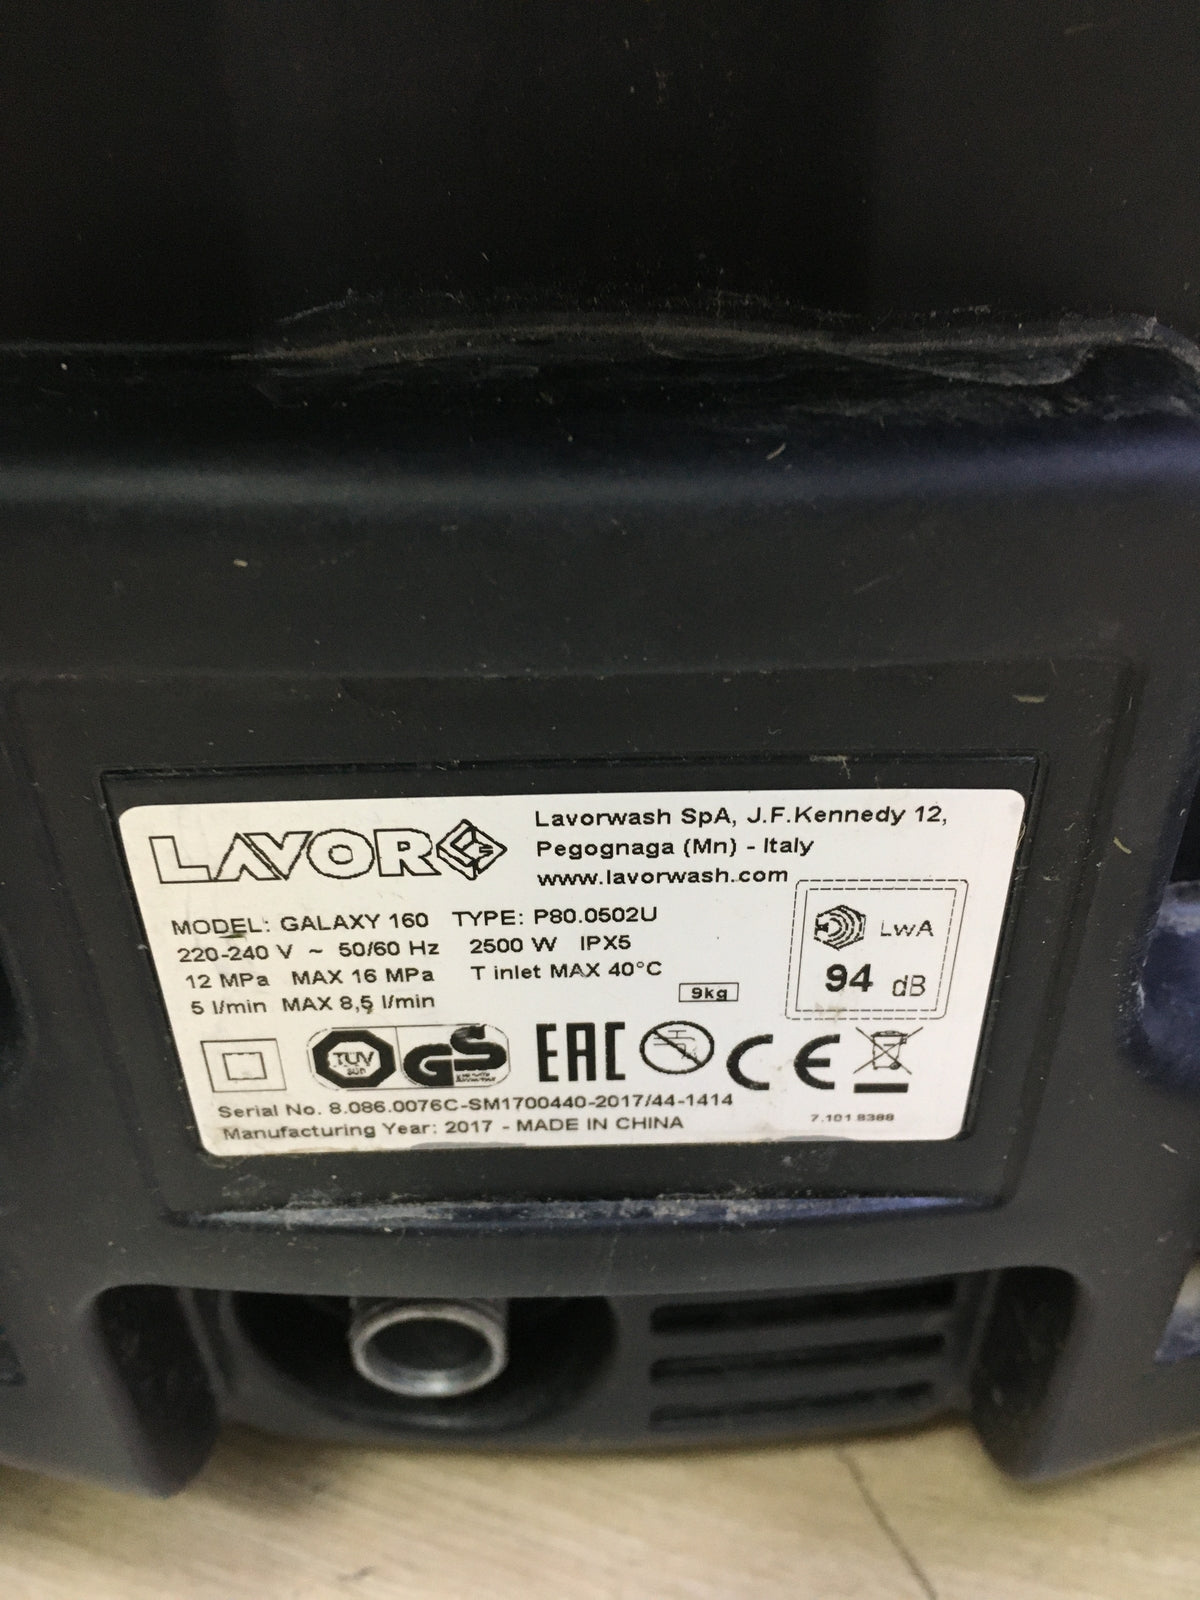 LAVOR
Lavorwash SpA, J.F.Kennedy 12,
Pegognaga (Mn) - Italy
www.lavorwash.com
MODEL: GALAXY 160 TYPE: P80.0502U
220-240 V ~ 50/60 Hz 2500 W IPX5
12 MPa MAX 16 MPa T inlet MAX 40°C
5 l/min MAX 8,5 l/min
9kg
LwA
94 dB
TÜV
SÜD
GS
EAC
CE
Serial No. 8.086.0076C-SM1700440-2017/44-1414
Manufacturing Year: 2017 - MADE IN CHINA
7.101.8388